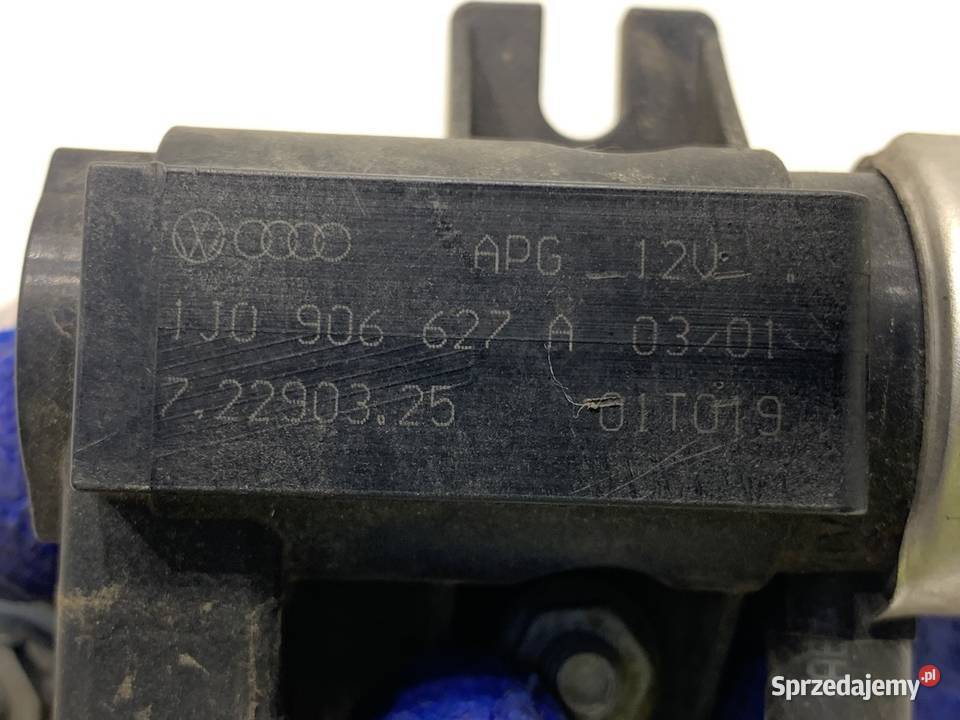 APG 12V
1J0 906 627 A 03/01
7.22903.25 01T019
Sprzedajemy.pl